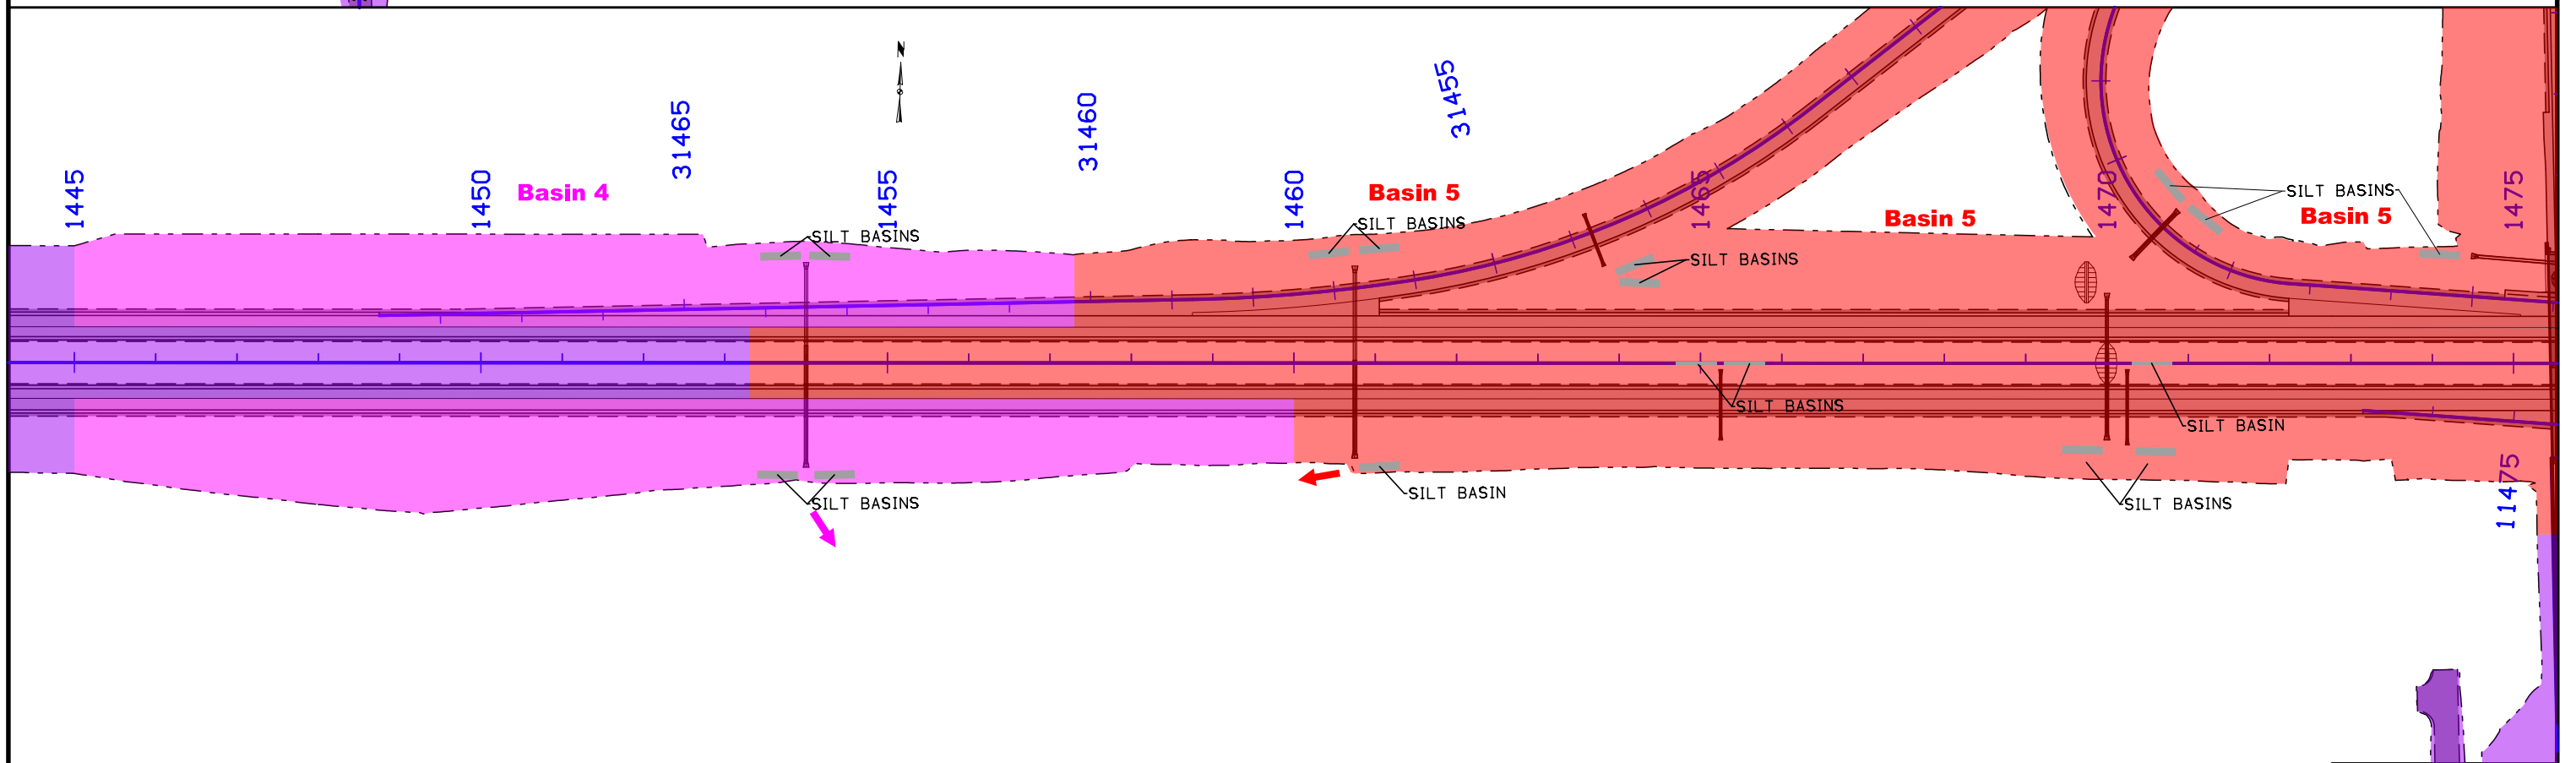 N
31455
31460
31465
1445
1450
Basin 4
1455
1460
Basin 5
1465
1470
SILT BASINS
1475
Basin 5
Basin 5
SILT BASINS
SILT BASINS
SILT BASINS
SILT BASINS
SILT BASIN
SILT BASIN
SILT BASINS
SILT BASINS
11475